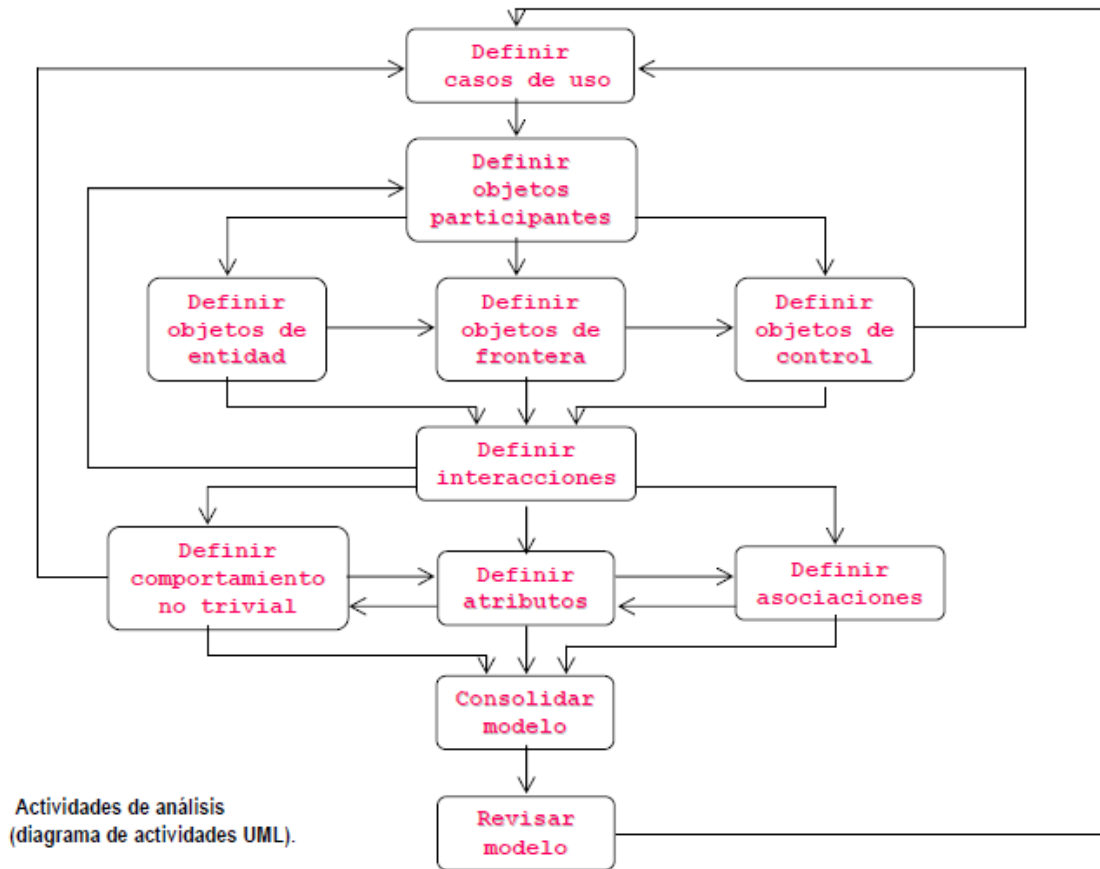 Definir
casos de uso
Definir
objetos
participantes
Definir
objetos de
entidad
Definir
objetos de
frontera
Definir
objetos de
control
Definir
interacciones
Definir
comportamiento
no trivial
Definir
atributos
Definir
asociaciones
Consolidar
modelo
Revisar
modelo
Actividades de análisis
(diagrama de actividades UML).